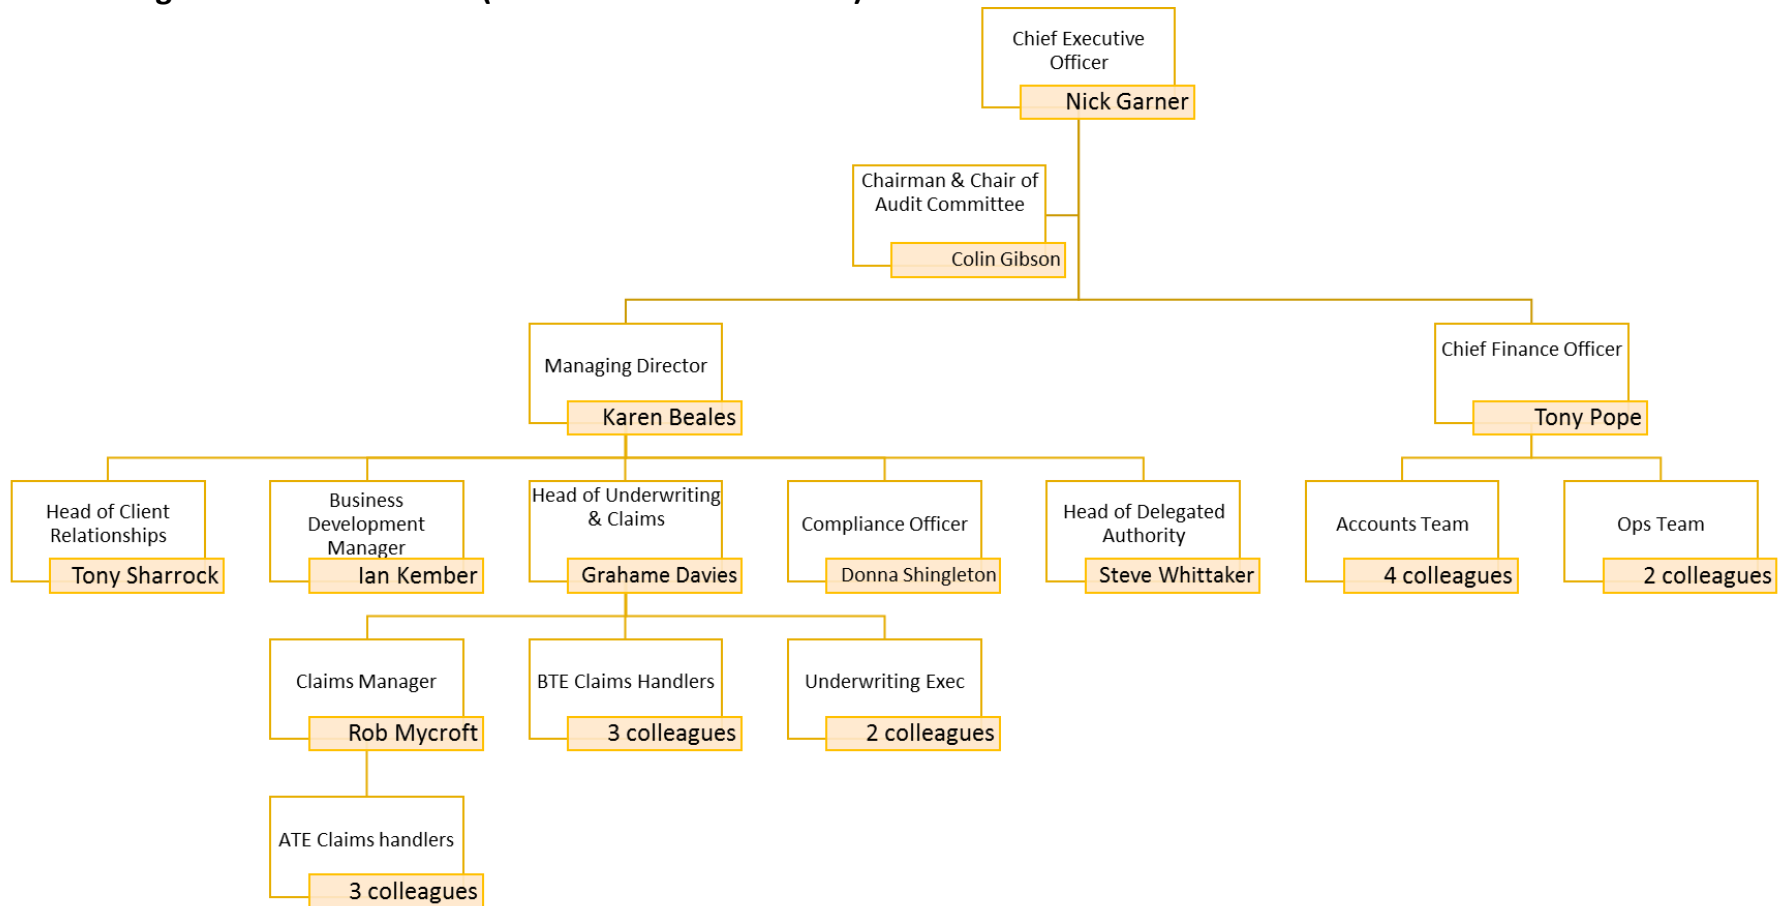 Chief Executive
Officer
Nick Garner
Chairman & Chair of
Audit Committee
Colin Gibson
Managing Director
Karen Beales
Chief Finance Officer
Tony Pope
Head of Client
Relationships
Tony Sharrock
Business
Development
Manager
Ian Kember
Head of Underwriting
& Claims
Grahame Davies
Compliance Officer
Donna Shingleton
Head of Delegated
Authority
Steve Whittaker
Accounts Team
4 colleagues
Ops Team
2 colleagues
Claims Manager
Rob Mycroft
BTE Claims Handlers
3 colleagues
Underwriting Exec
2 colleagues
ATE Claims handlers
3 colleagues